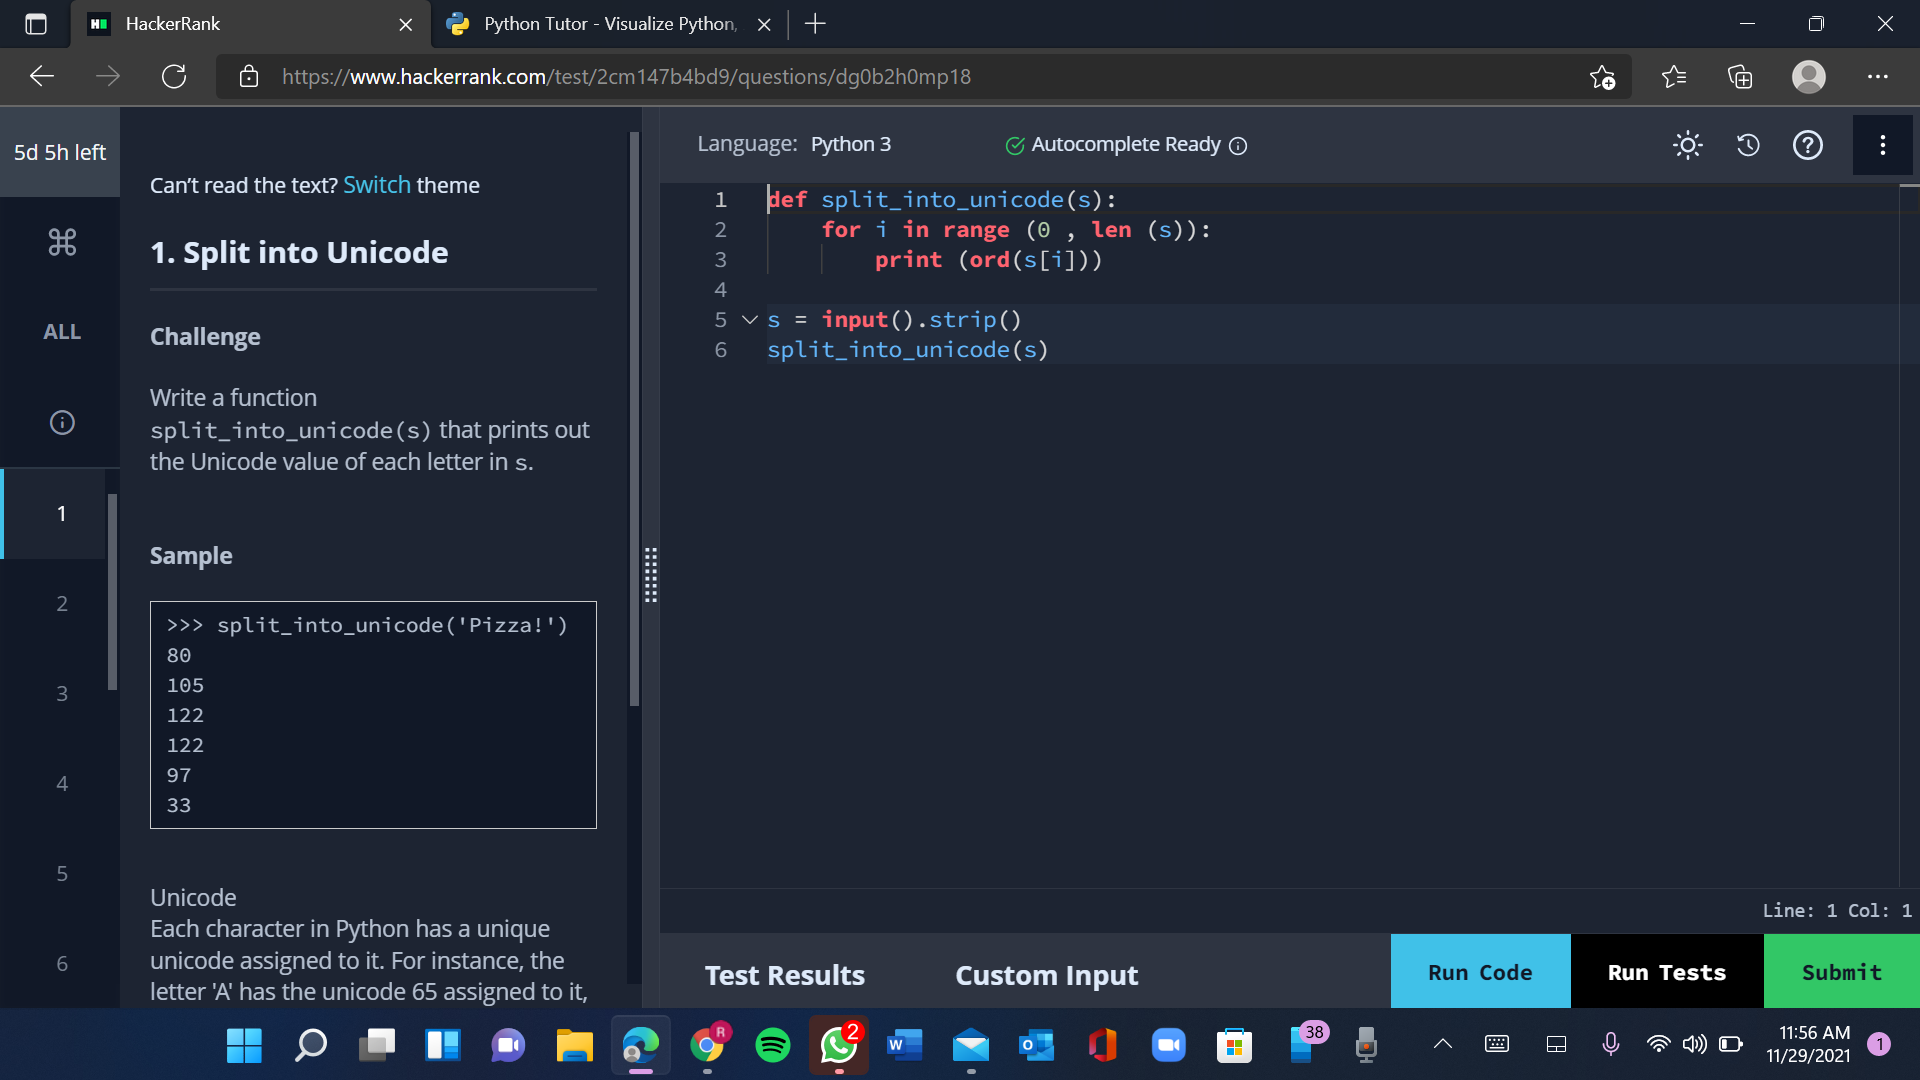 HackerRank
Python Tutor - Visualize Python,
https://www.hackerrank.com/test/2cm147b4bd9/questions/dg0b2h0mp18
5d 5h left
ALL
1
2
3
4
5
6
Can't read the text? Switch theme
1. Split into Unicode
Challenge
Write a function
split_into_unicode(s) that prints out
the Unicode value of each letter in s.
Sample
>>> split_into_unicode('Pizza!')
80
105
122
122
97
33
Unicode
Each character in Python has a unique
unicode assigned to it. For instance, the
letter 'A' has the unicode 65 assigned to it,
Language: Python 3
Autocomplete Ready
1 def split_into_unicode(s):
2 for i in range (0 , len (s)):
3 print (ord(s[i]))
4
5 s = input().strip()
6 split_into_unicode(s)
Line: 1 Col: 1
Test Results
Custom Input
Run Code
Run Tests
Submit
R
2
38
11:56 AM
11/29/2021
1